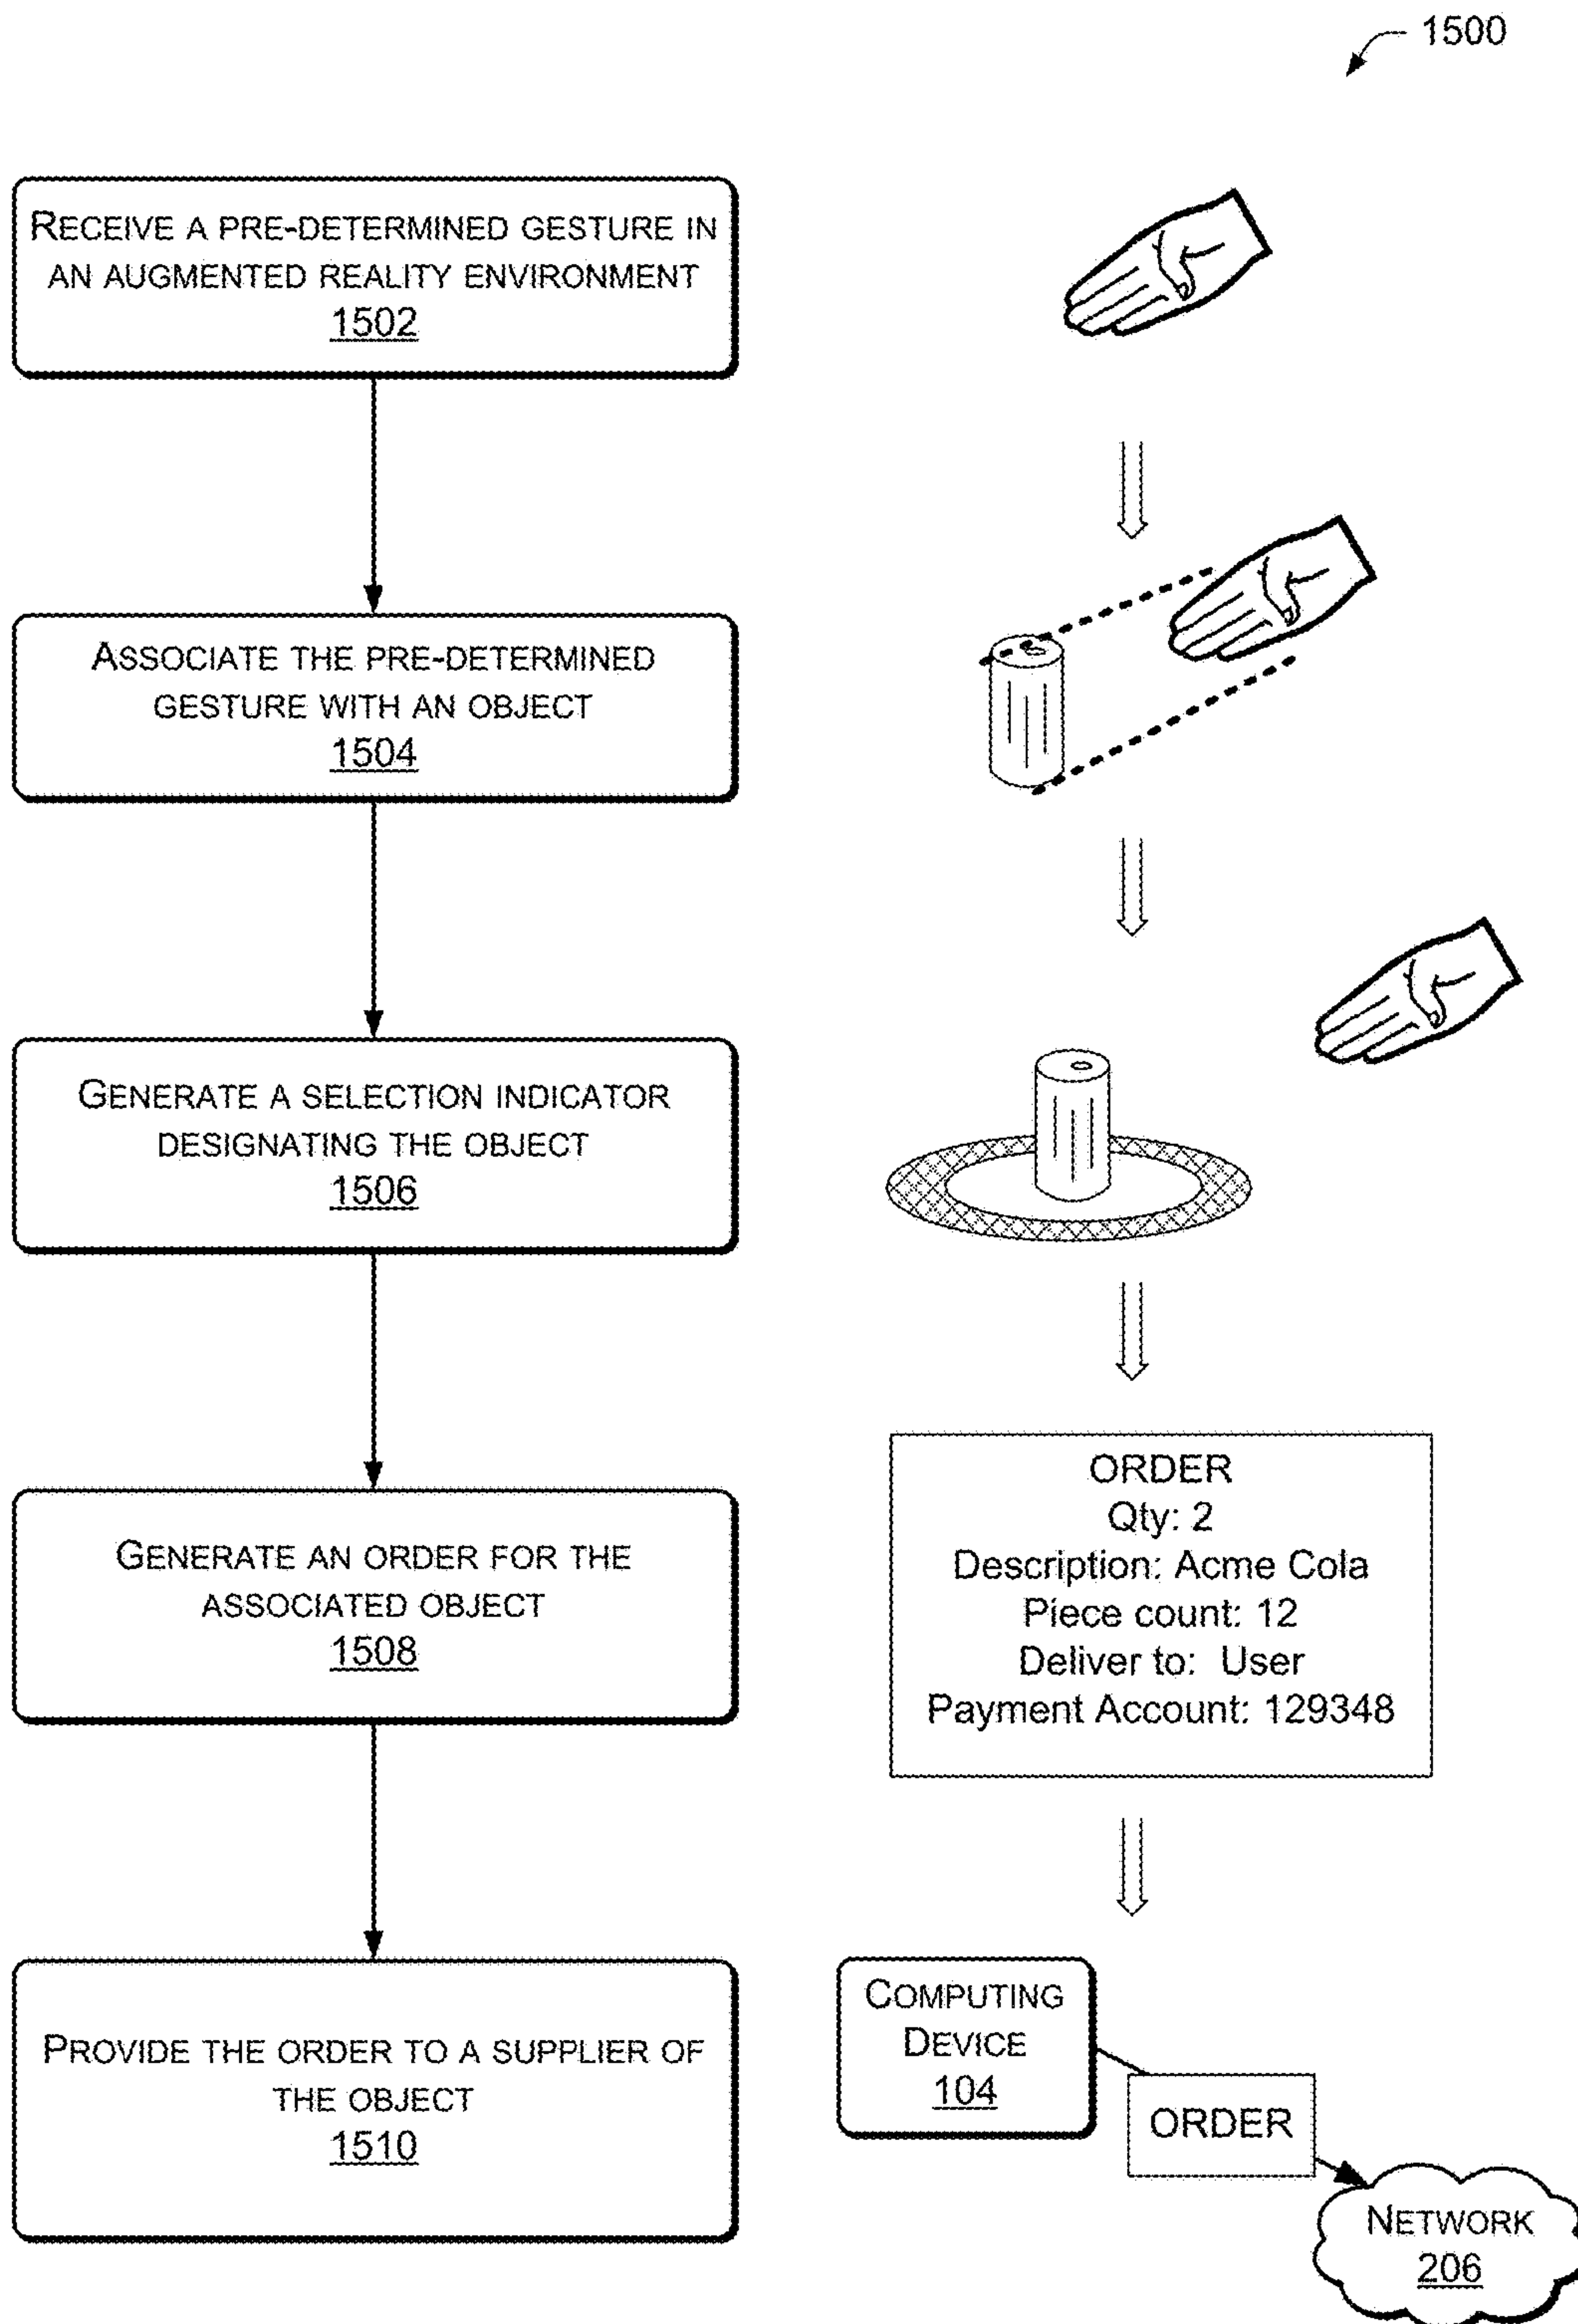 1500
RECEIVE A PRE-DETERMINED GESTURE IN
AN AUGMENTED REALITY ENVIRONMENT
1502
ASSOCIATE THE PRE-DETERMINED
GESTURE WITH AN OBJECT
1504
GENERATE A SELECTION INDICATOR
DESIGNATING THE OBJECT
1506
GENERATE AN ORDER FOR THE
ASSOCIATED OBJECT
1508
ORDER
Qty: 2
Description: Acme Cola
Piece count: 12
Deliver to: User
Payment Account: 129348
PROVIDE THE ORDER TO A SUPPLIER OF
THE OBJECT
1510
COMPUTING
DEVICE
104
ORDER
NETWORK
206